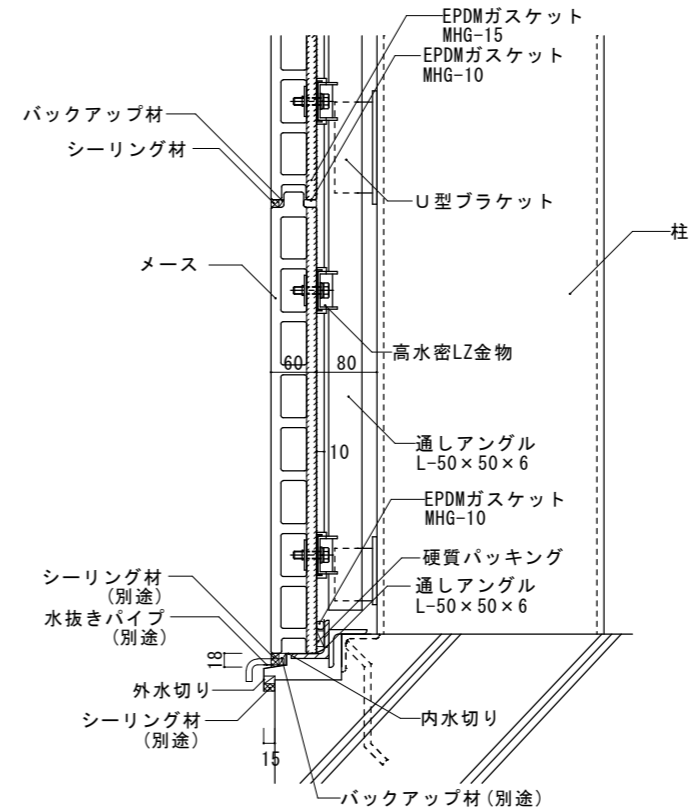 EPDMガスケット
MHG-15
EPDMガスケット
MHG-10
バックアップ材
シーリング材
U型ブラケット
柱
メース
高水密LZ金物
60
80
10
通しアングル
L-50×50×6
EPDMガスケット
MHG-10
硬質パッキング
通しアングル
L-50×50×6
シーリング材
(別途)
水抜きパイプ
(別途)
18
外水切り
シーリング材
(別途)
内水切り
15
バックアップ材(別途)